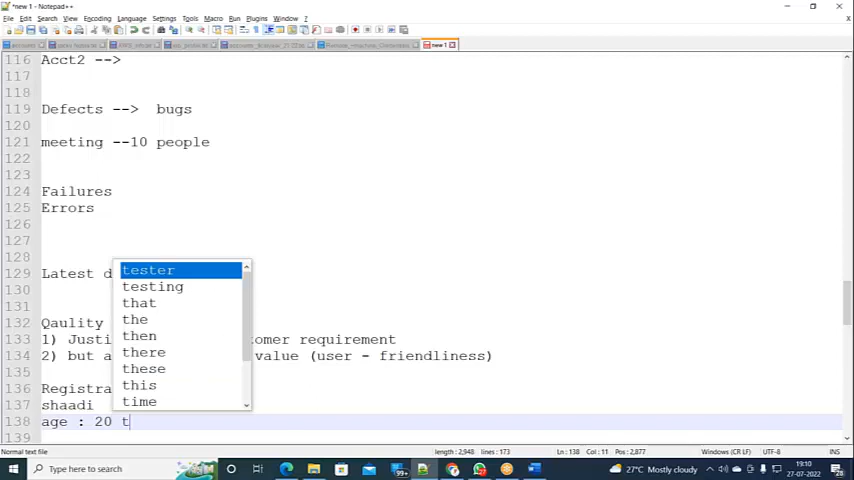 *new 1 - Notepad++
File Edit Search View Encoding Language Settings Tools Macro Run Plugins Window ?
new 1
116 Acct2 -->
117
118
119 Defects --> bugs
120
121 meeting --10 people
122
123
124 Failures
125 Errors
126
127
128
129 Latest d
130
131
132 Qaulity
133 1) Justi tomer requirement
134 2) but a value (user - friendliness)
135
136 Registra
137 shaadi
138 age : 20 t
139
tester
testing
that
the
then
there
these
this
time
Normal text file length : 2,948 lines : 173 Ln : 138 Col : 11 Pos : 2,877 Windows (CR LF) UTF-8 INS
Type here to search 99+ 27°C Mostly cloudy 19:10
27-07-2022